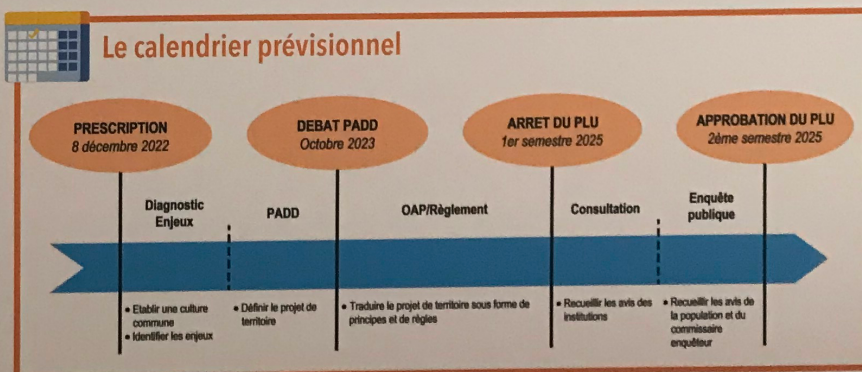 Le calendrier prévisionnel
PRESCRIPTION
8 décembre 2022
DEBAT PADD
Octobre 2023
ARRET DU PLU
1er semestre 2025
APPROBATION DU PLU
2ème semestre 2025
Diagnostic
Enjeux
PADD
OAP/Règlement
Consultation
Enquête
publique
• Etablir une culture
commune
• Identifier les enjeux
• Définir le projet de
territoire
• Traduire le projet de territoire sous forme de
principes et de règles
• Recueillir les avis des
institutions
• Recueillir les avis de
la population et du
commissaire
enquêteur